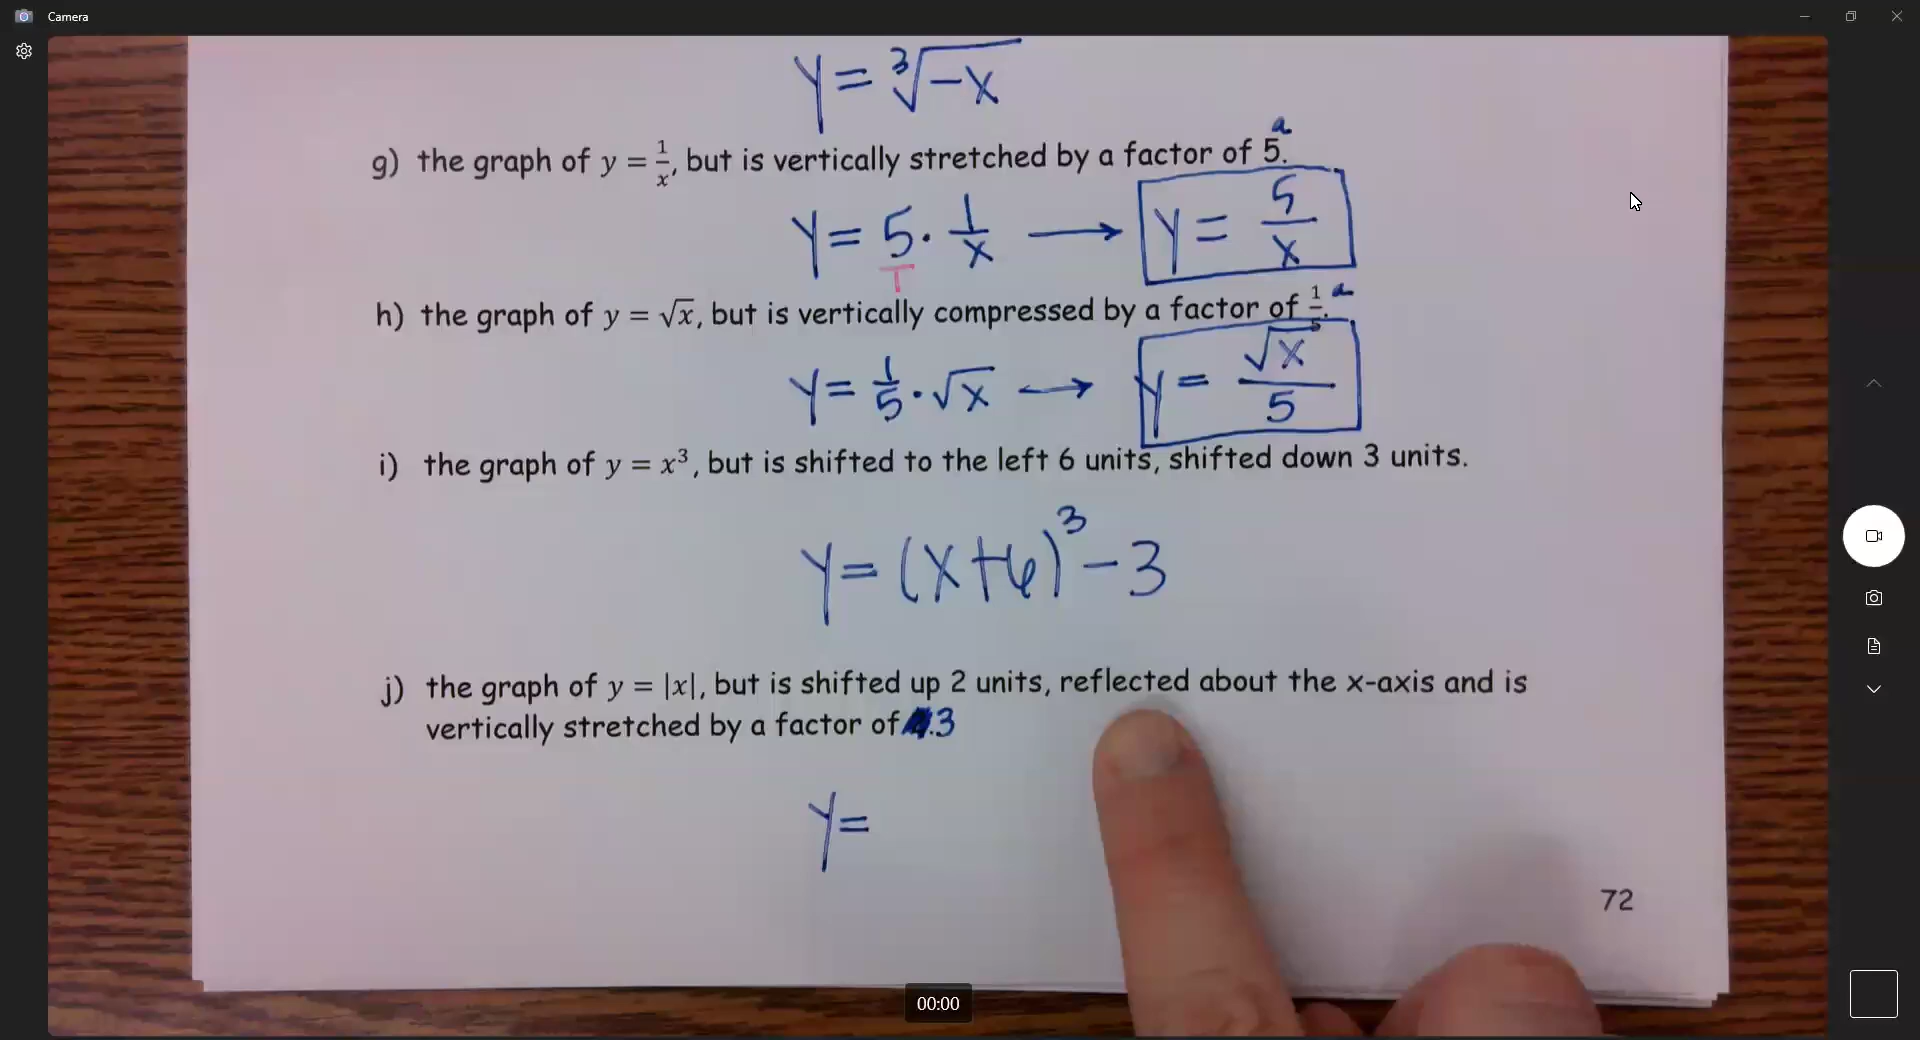 Camera
Y = ∛-x
g) the graph of y = 1/x, but is vertically stretched by a factor of 5. a
Y = 5 · 1/x → Y = 5/x
h) the graph of y = √x, but is vertically compressed by a factor of 1/5. a
Y = 1/5 · √x → Y = √x/5
i) the graph of y = x³, but is shifted to the left 6 units, shifted down 3 units.
Y = (x+6)³ - 3
j) the graph of y = |x|, but is shifted up 2 units, reflected about the x-axis and is
vertically stretched by a factor of 3
Y =
72
00:00